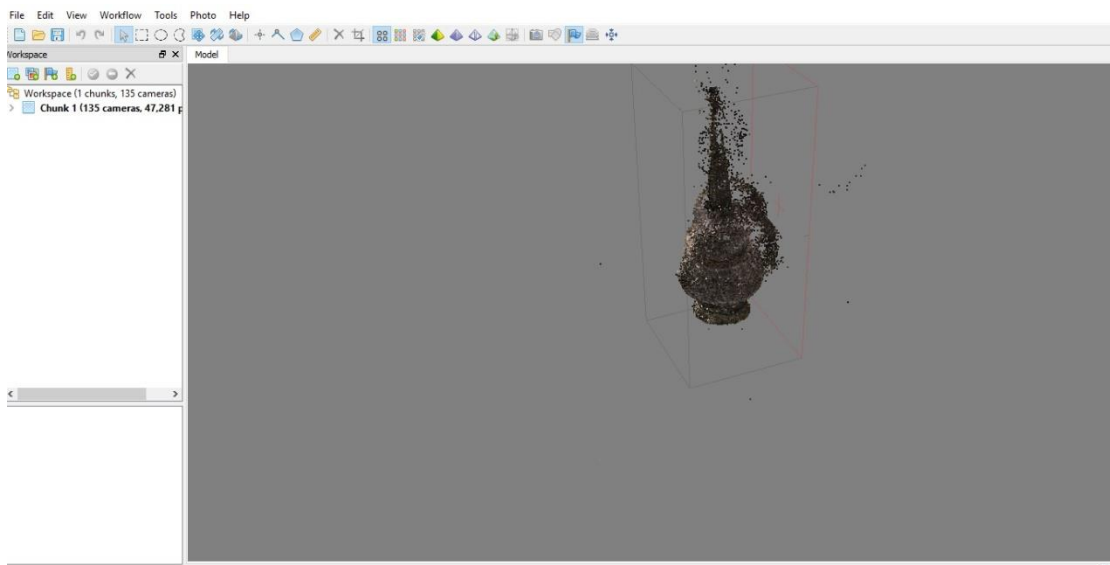 File Edit View Workflow Tools Photo Help
Workspace
Model
Workspace (1 chunks, 135 cameras)
Chunk 1 (135 cameras, 47,281 p